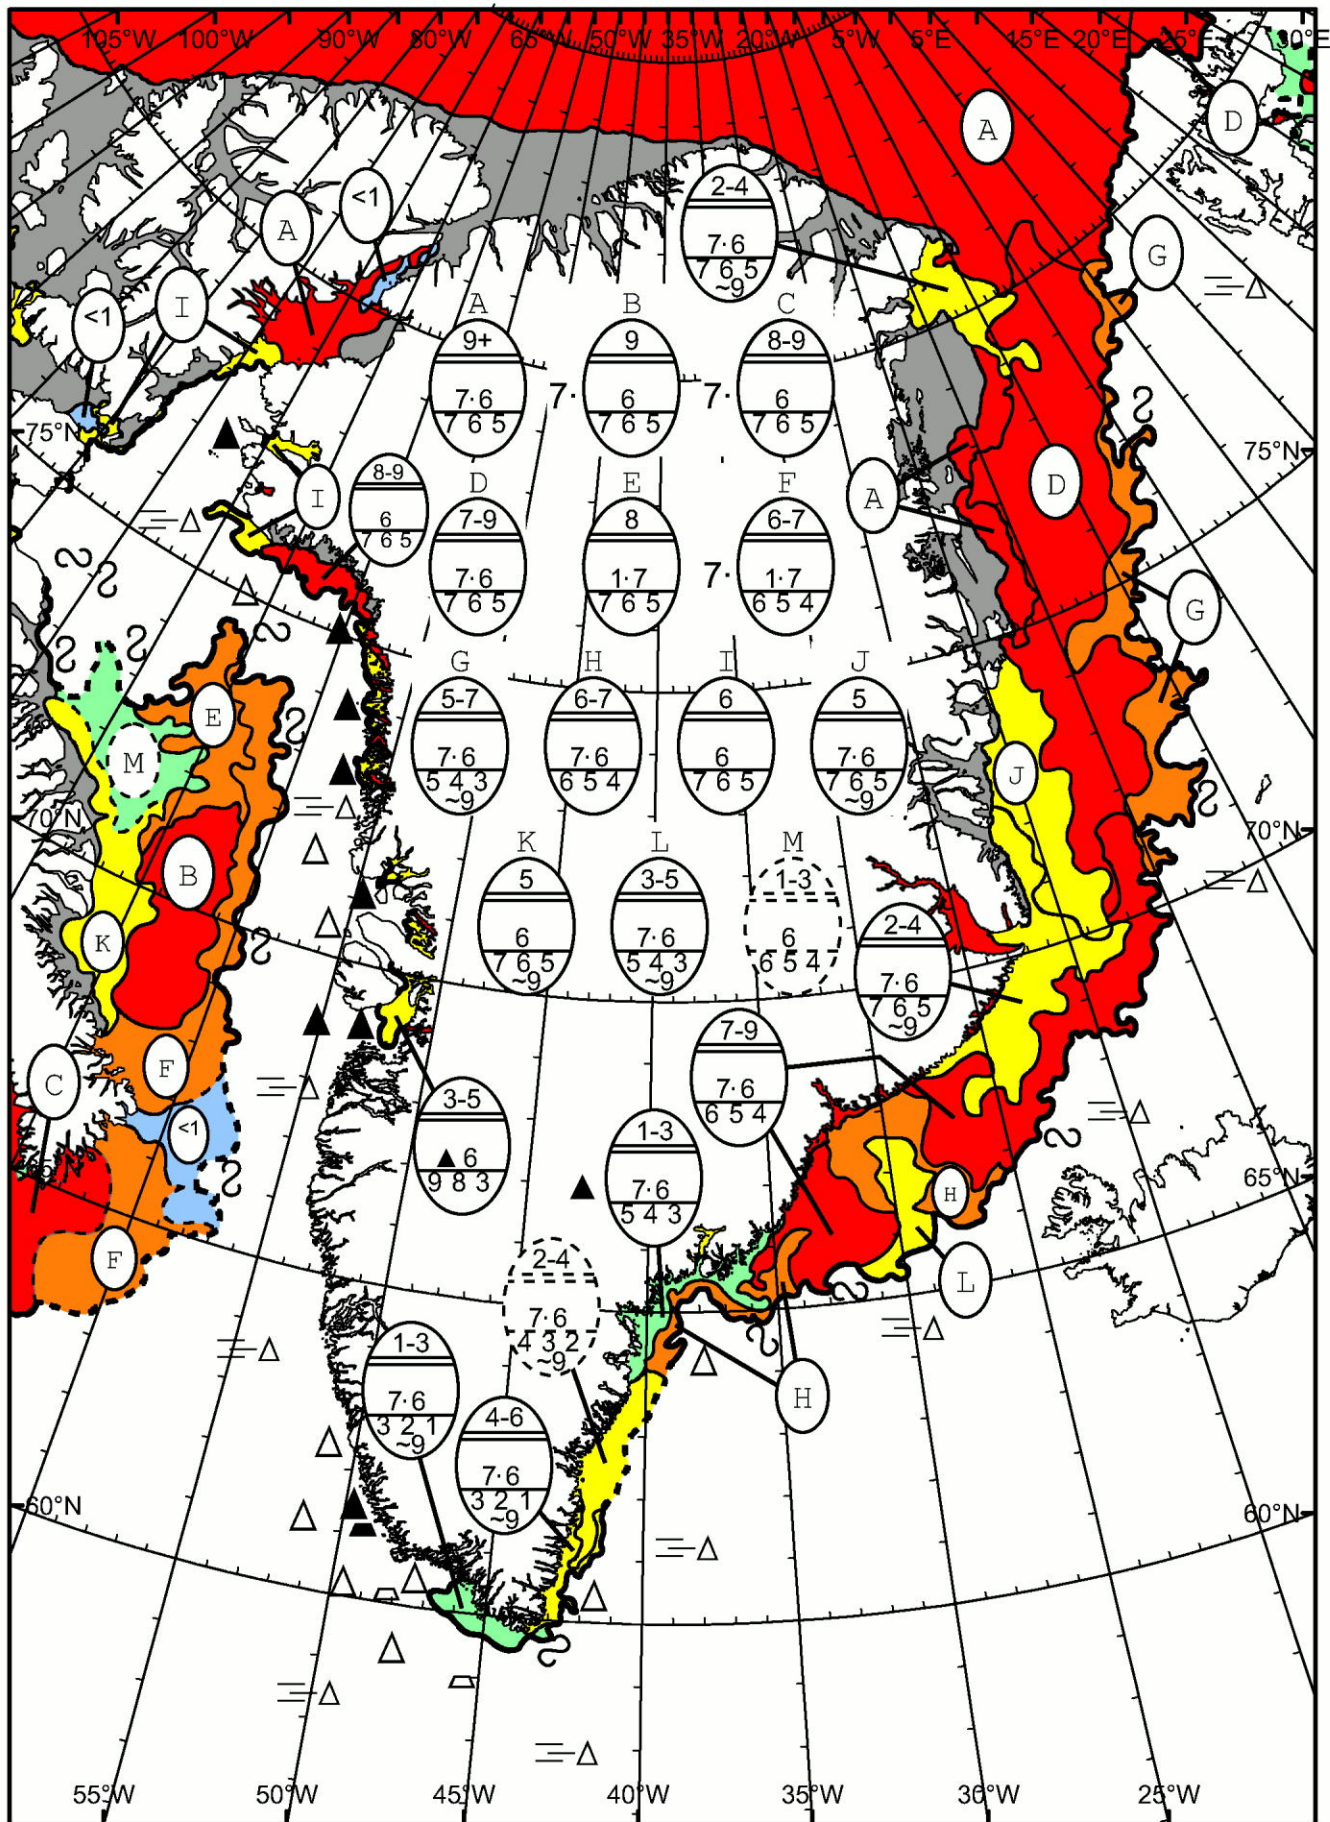 105°W 100°W 90°W 80°W 65°W 50°W 35°W 20°W 5°W 5°E 15°E 20°E 25°E 30°E
A
D
<1
A
2-4
7·6
7 6 5
~9
G
I
<1
A B C
9+ 9 8-9
7·6 7· 6 7· 6
7 6 5 7 6 5 7 6 5
75°N 75°N
I
8-9
6
7 6 5
D E F
7-9 8 6-7
7·6 1·7 7· 1·7
7 6 5 7 6 5 6 5 4
A
D
G
G H I J
5-7 6-7 6 5
7·6 7·6 6 7·6
5 4 3 6 5 4 7 6 5 7 6 5
~9 ~9
E
M
J
70°N 70°N
K L M
5 3-5 1-3
6 7·6 6
7 6 5 5 4 3 6 5 4
~9 ~9
B
K
2-4
7·6
7 6 5
~9
7-9
7·6
6 5 4
F
C
<1
3-5
▲ 6
9 8 3
1-3
7·6
5 4 3
65°N
H
F
L
2-4
7·6
4 3 2
~9
1-3
7·6
3 2 1
~9
H
4-6
7·6
3 2 1
~9
60°N 60°N
55°W 50°W 45°W 40°W 35°W 30°W 25°W